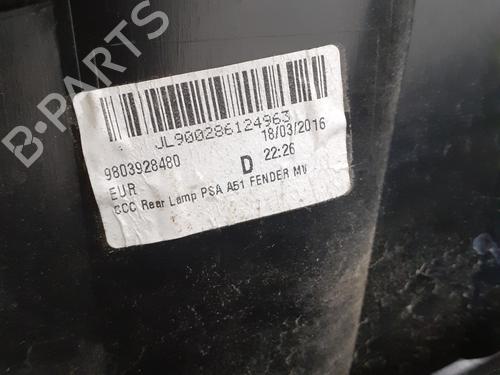 B-PARTS
JL900286124963
18/03/2016
9803928480
D 22:26
EUR
CCC Rear Lamp PSA A51 FENDER MV